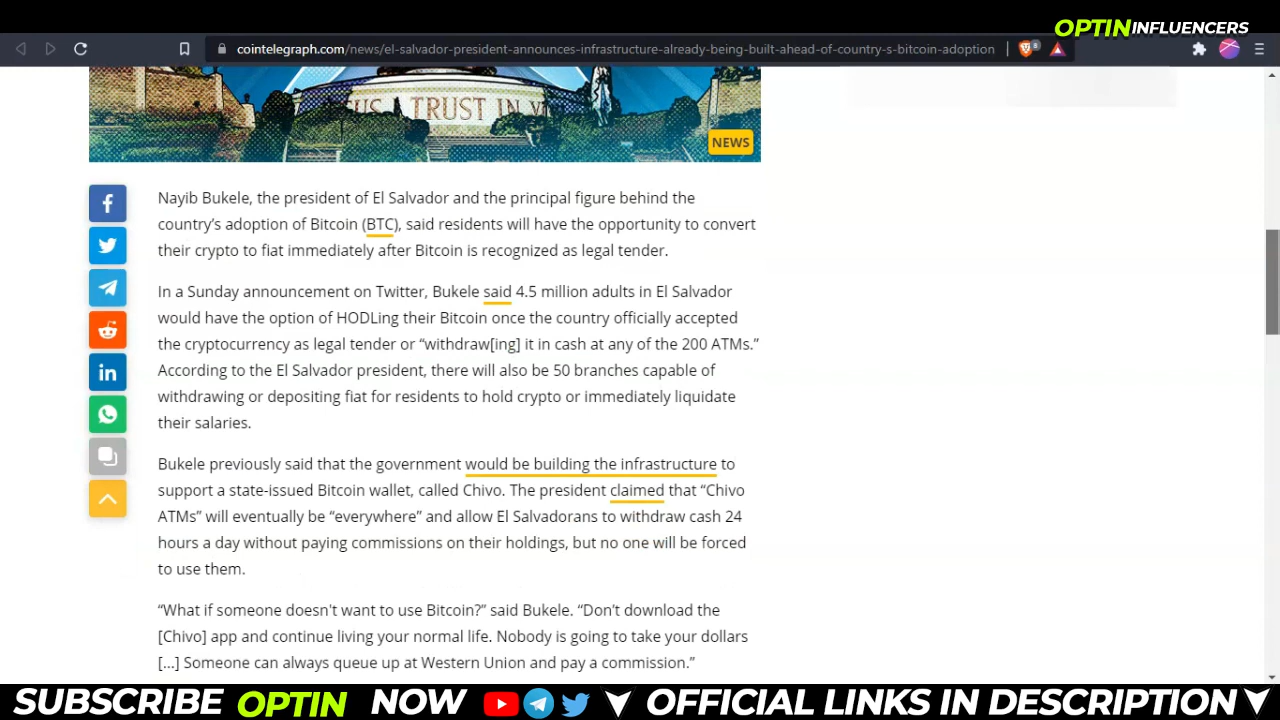 OPTIN INFLUENCERS
cointelegraph.com/news/el-salvador-president-announces-infrastructure-already-being-built-ahead-of-country-s-bitcoin-adoption
8
TRUST IN
NEWS
Nayib Bukele, the president of El Salvador and the principal figure behind the
country’s adoption of Bitcoin (BTC), said residents will have the opportunity to convert
their crypto to fiat immediately after Bitcoin is recognized as legal tender.
In a Sunday announcement on Twitter, Bukele said 4.5 million adults in El Salvador
would have the option of HODLing their Bitcoin once the country officially accepted
the cryptocurrency as legal tender or “withdraw[ing] it in cash at any of the 200 ATMs.”
According to the El Salvador president, there will also be 50 branches capable of
withdrawing or depositing fiat for residents to hold crypto or immediately liquidate
their salaries.
Bukele previously said that the government would be building the infrastructure to
support a state-issued Bitcoin wallet, called Chivo. The president claimed that “Chivo
ATMs” will eventually be “everywhere” and allow El Salvadorans to withdraw cash 24
hours a day without paying commissions on their holdings, but no one will be forced
to use them.
“What if someone doesn't want to use Bitcoin?” said Bukele. “Don’t download the
[Chivo] app and continue living your normal life. Nobody is going to take your dollars
[...] Someone can always queue up at Western Union and pay a commission.”
SUBSCRIBE OPTIN NOW OFFICIAL LINKS IN DESCRIPTION